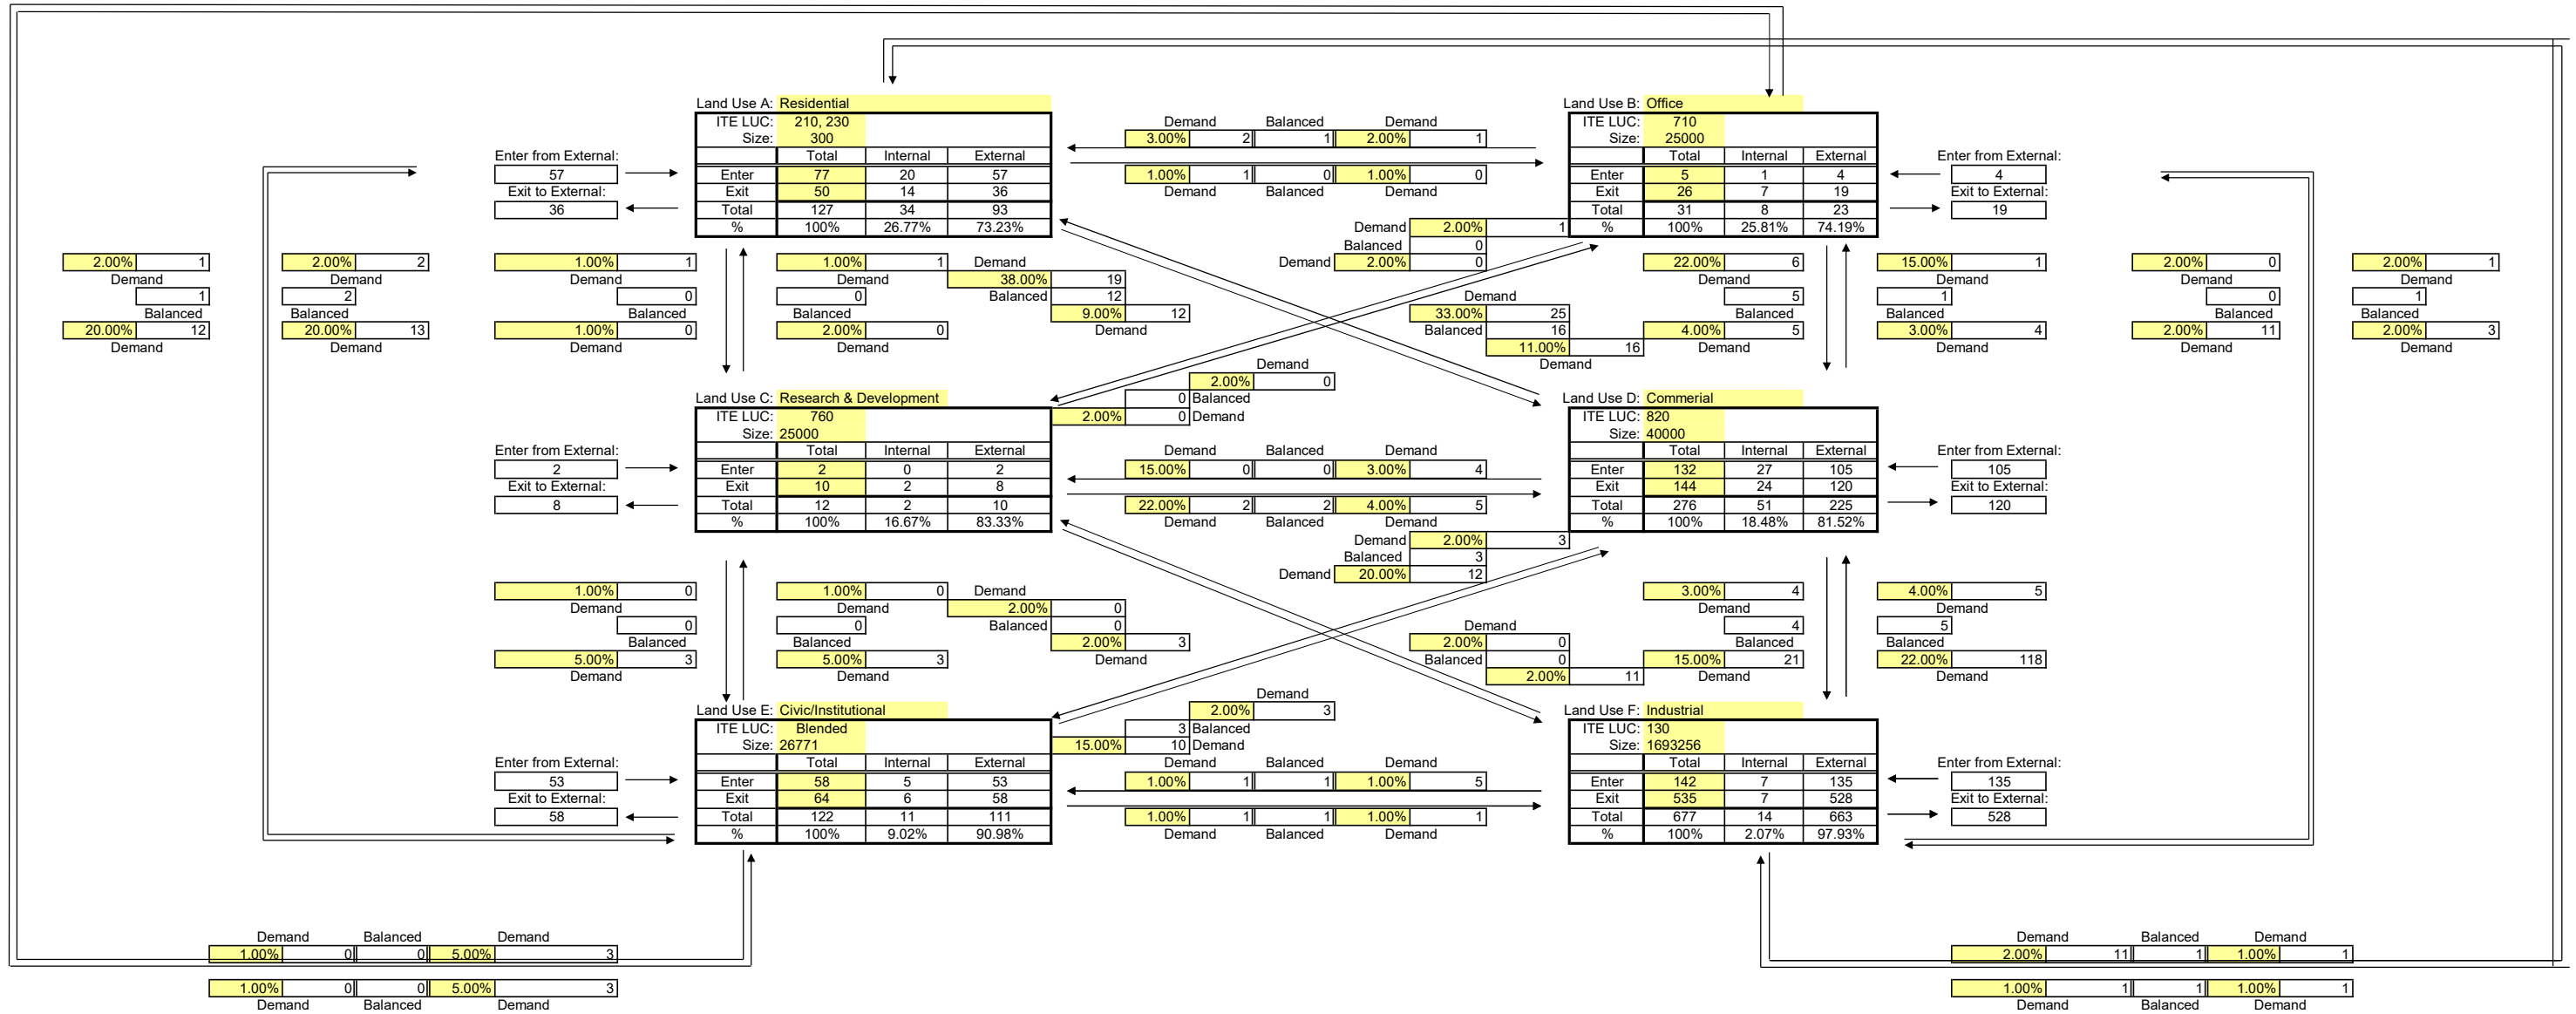 Land Use A: Residential
Land Use B: Office
ITE LUC: 210, 230
Demand Balanced Demand
ITE LUC: 710
Size: 300
3.00% 2 1 2.00% 1
Size: 25000
Enter from External:
Total Internal External
Total Internal External
Enter from External:
57
Enter 77 20 57
1.00% 1 0 1.00% 0
Enter 5 1 4
4
Exit to External:
Exit 50 14 36
Demand Balanced Demand
Exit 26 7 19
Exit to External:
36
Total 127 34 93
Total 31 8 23
19
% 100% 26.77% 73.23%
Demand 2.00% 1
% 100% 25.81% 74.19%
Balanced 0
Demand 2.00% 0
2.00% 1
2.00% 2
1.00% 1
1.00% 1
Demand
22.00% 6
15.00% 1
2.00% 0
2.00% 1
Demand
Demand
Demand
Demand
38.00% 19
Demand
Demand
Demand
Demand
1
2
0
0
Balanced 12
Demand
5
1
0
1
Balanced
Balanced
Balanced
Balanced
9.00% 12
33.00% 25
Balanced
Balanced
Balanced
Balanced
20.00% 12
20.00% 13
1.00% 0
2.00% 0
Demand
Balanced 16
4.00% 5
3.00% 4
2.00% 11
2.00% 3
Demand
Demand
Demand
Demand
11.00% 16
Demand
Demand
Demand
Demand
Demand
Demand
2.00% 0
Land Use C: Research & Development
0 Balanced
Land Use D: Commerial
ITE LUC: 760
2.00% 0 Demand
ITE LUC: 820
Size: 25000
Size: 40000
Enter from External:
Total Internal External
Demand Balanced Demand
Total Internal External
Enter from External:
2
Enter 2 0 2
15.00% 0 0 3.00% 4
Enter 132 27 105
105
Exit to External:
Exit 10 2 8
Exit 144 24 120
Exit to External:
8
Total 12 2 10
22.00% 2 2 4.00% 5
Total 276 51 225
120
% 100% 16.67% 83.33%
Demand Balanced Demand
% 100% 18.48% 81.52%
Demand 2.00% 3
Balanced 3
Demand 20.00% 12
1.00% 0
1.00% 0
Demand
3.00% 4
4.00% 5
Demand
Demand
2.00% 0
Demand
Demand
0
0
Balanced 0
Demand
4
5
Balanced
Balanced
2.00% 3
2.00% 0
Balanced
Balanced
5.00% 3
5.00% 3
Demand
Balanced 0
15.00% 21
22.00% 118
Demand
Demand
2.00% 11
Demand
Demand
Demand
2.00% 3
Land Use E: Civic/Institutional
3 Balanced
Land Use F: Industrial
ITE LUC: Blended
15.00% 10 Demand
ITE LUC: 130
Size: 26771
Size: 1693256
Enter from External:
Total Internal External
Demand Balanced Demand
Total Internal External
Enter from External:
53
Enter 58 5 53
1.00% 1 1 1.00% 5
Enter 142 7 135
135
Exit to External:
Exit 64 6 58
Exit 535 7 528
Exit to External:
58
Total 122 11 111
1.00% 1 1 1.00% 1
Total 677 14 663
528
% 100% 9.02% 90.98%
Demand Balanced Demand
% 100% 2.07% 97.93%
Demand Balanced Demand
Demand Balanced Demand
1.00% 0 0 5.00% 3
2.00% 11 1 1.00% 1
1.00% 0 0 5.00% 3
1.00% 1 1 1.00% 1
Demand Balanced Demand
Demand Balanced Demand